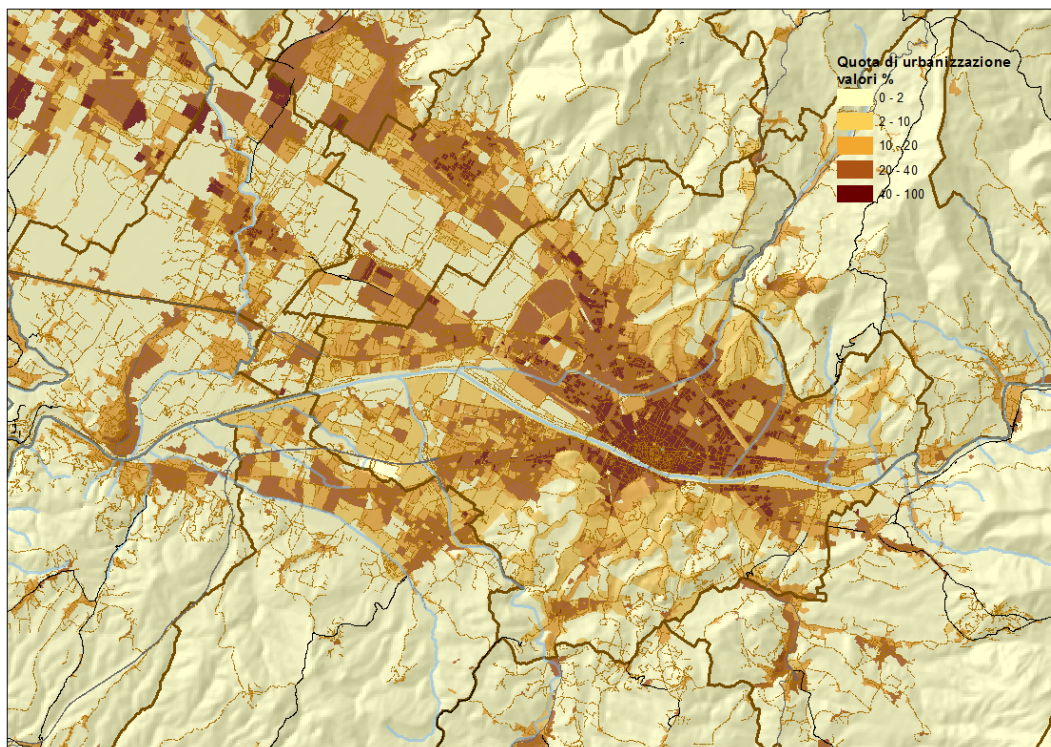 Quota di urbanizzazione
valori %
0 - 2
2 - 10
10 - 20
20 - 40
40 - 100